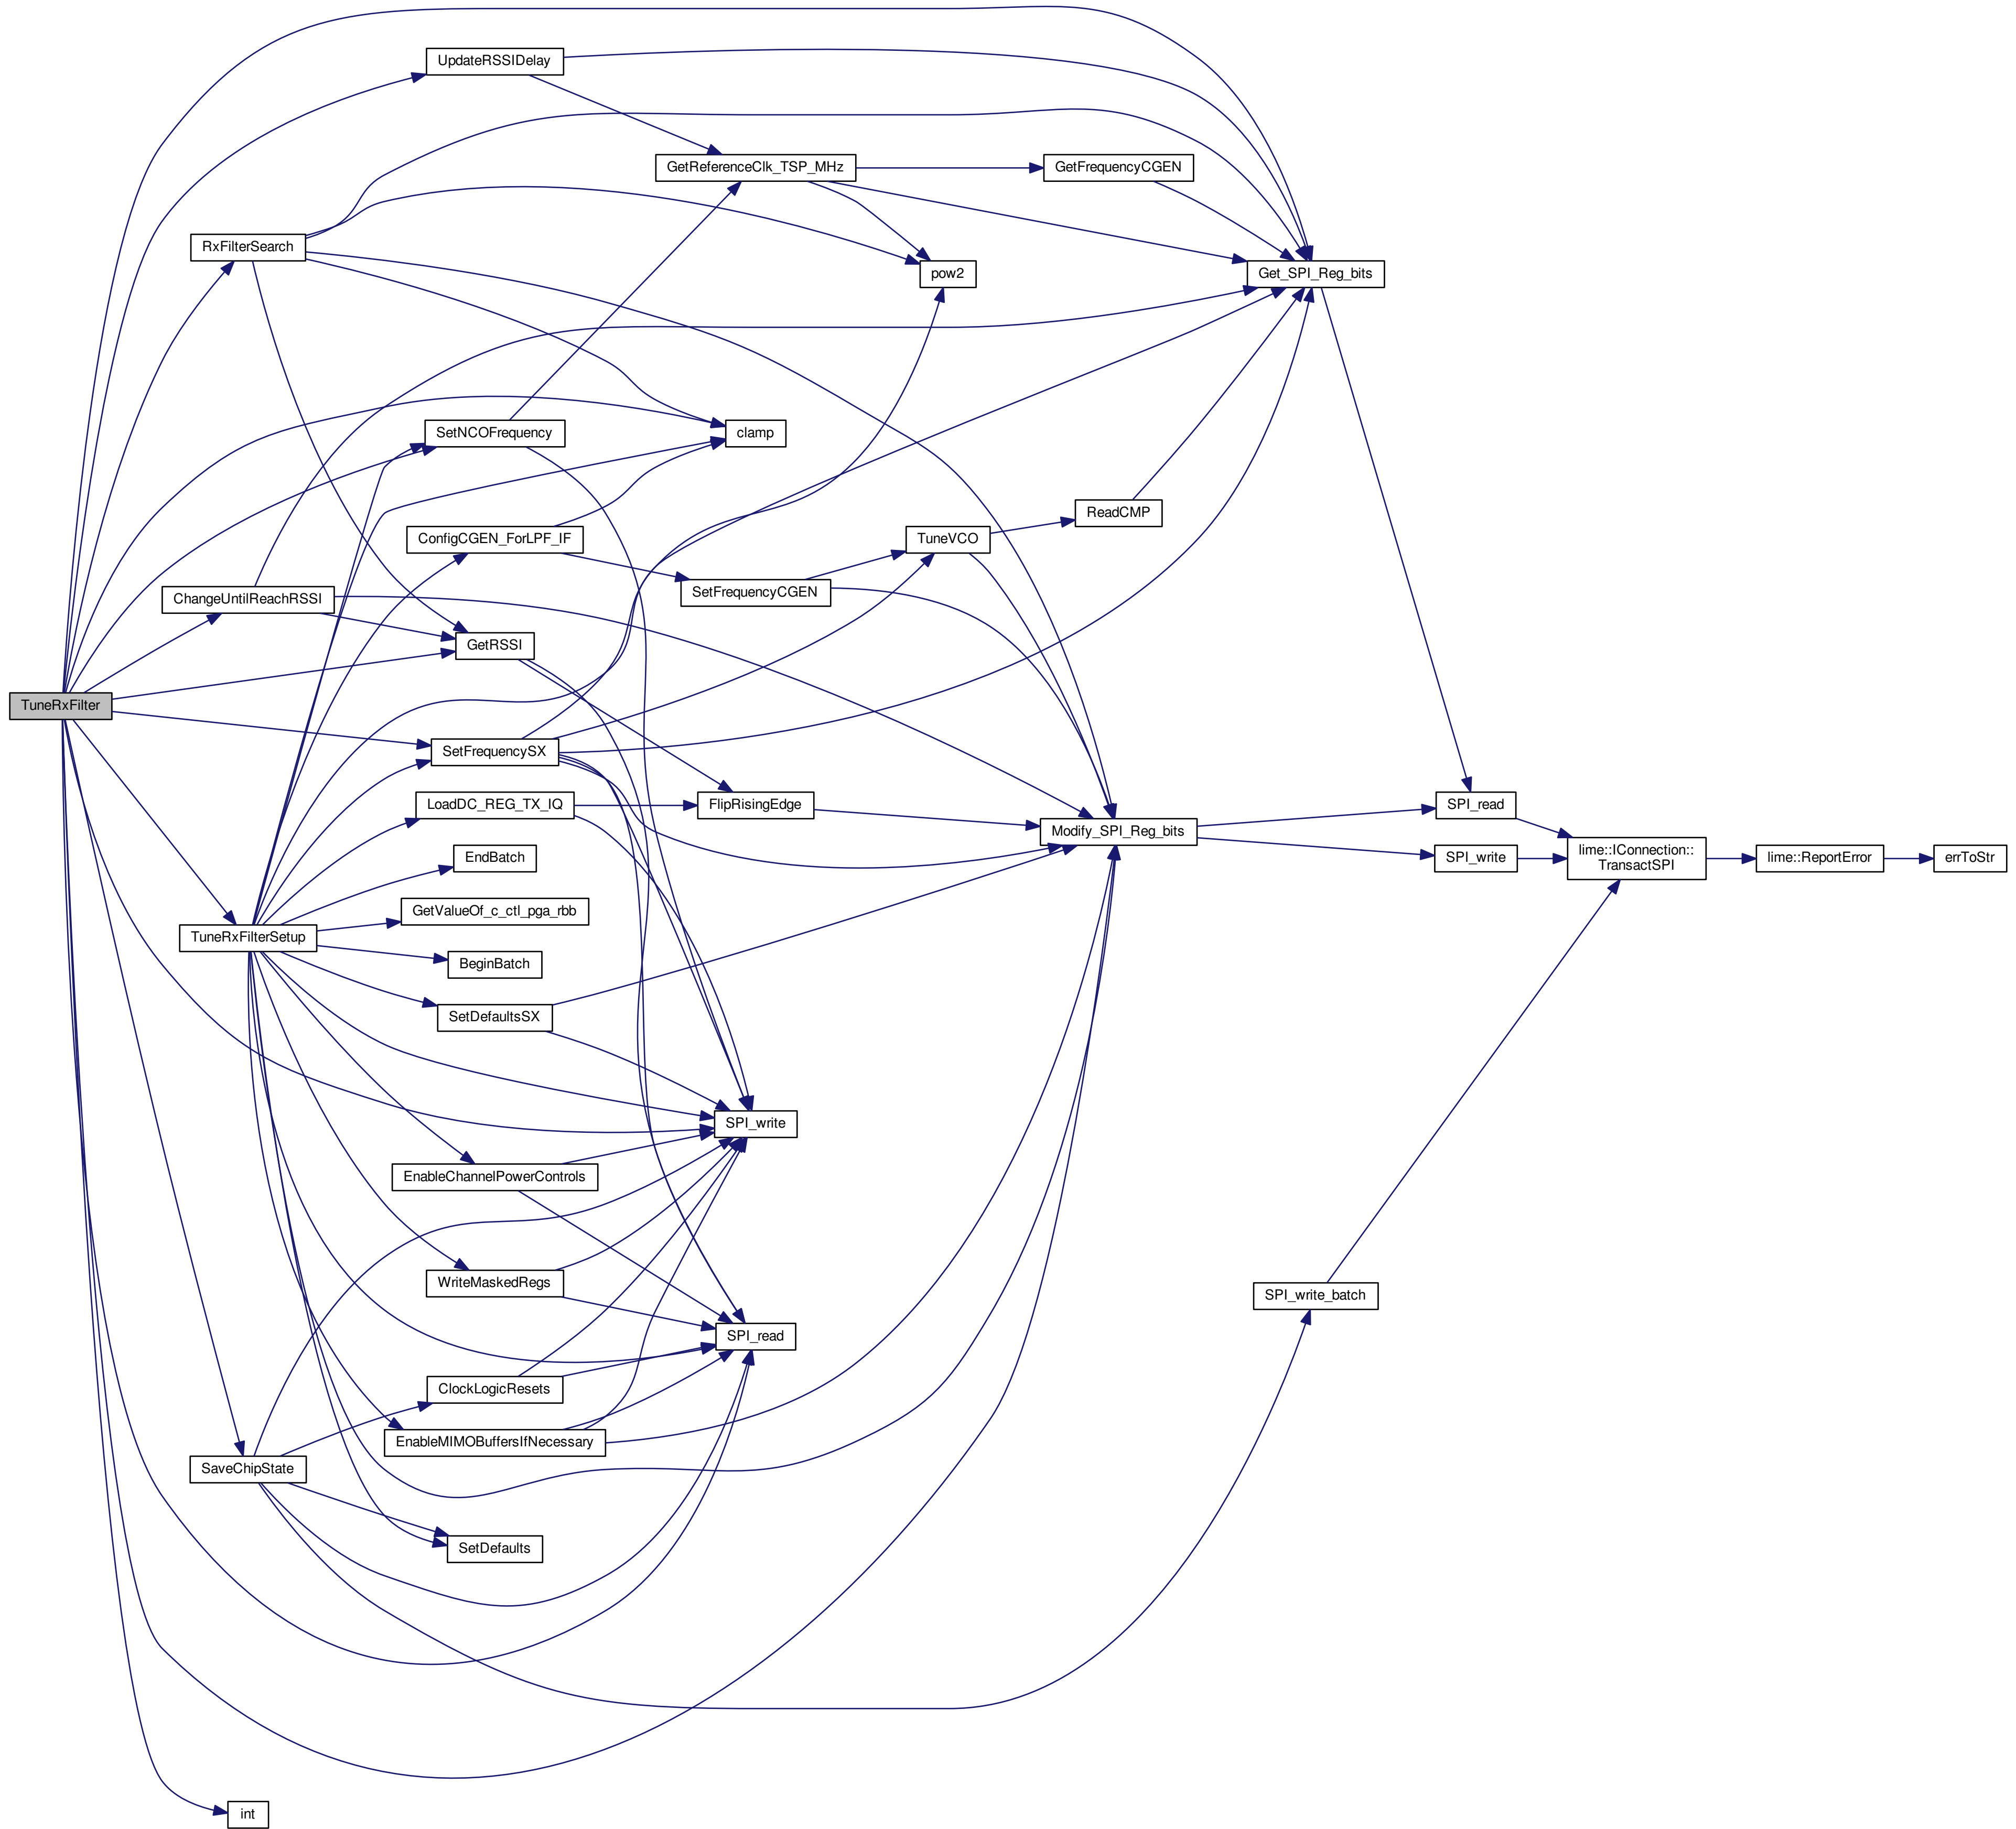 UpdateRSSIDelay
GetReferenceClk_TSP_MHz
GetFrequencyCGEN
RxFilterSearch
pow2
Get_SPI_Reg_bits
SetNCOFrequency
clamp
ReadCMP
ConfigCGEN_ForLPF_IF
TuneVCO
ChangeUntilReachRSSI
SetFrequencyCGEN
GetRSSI
TuneRxFilter
SetFrequencySX
LoadDC_REG_TX_IQ
FlipRisingEdge
SPI_read
Modify_SPI_Reg_bits
EndBatch
SPI_write
lime::IConnection::
TransactSPI
lime::ReportError
errToStr
GetValueOf_c_ctl_pga_rbb
TuneRxFilterSetup
BeginBatch
SetDefaultsSX
SPI_write
EnableChannelPowerControls
WriteMaskedRegs
SPI_write_batch
SPI_read
ClockLogicResets
EnableMIMOBuffersIfNecessary
SaveChipState
SetDefaults
int